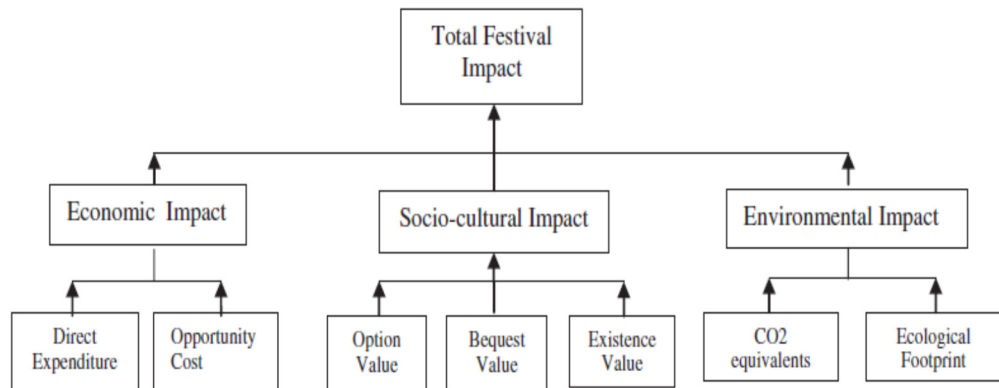 Total Festival
Impact
Economic Impact
Socio-cultural Impact
Environmental Impact
Direct
Expenditure
Opportunity
Cost
Option
Value
Bequest
Value
Existence
Value
CO2
equivalents
Ecological
Footprint